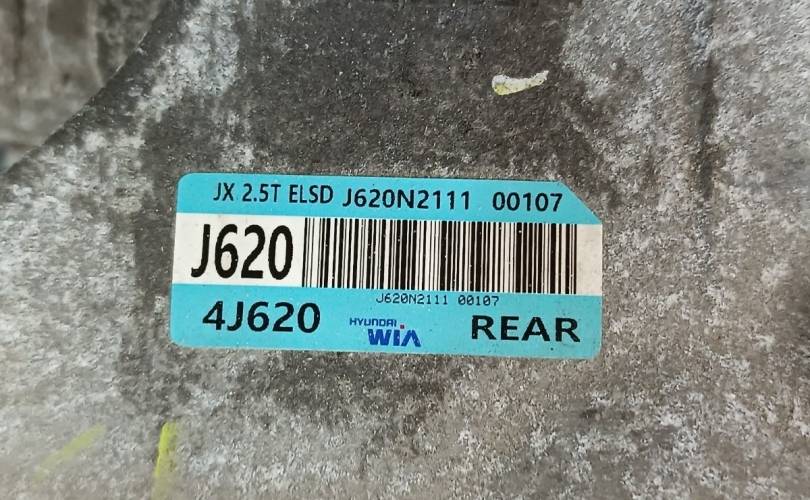 JX 2.5T ELSD J620N2111 00107
J620
J620N2111 00107
4J620 HYUNDAI WIA REAR